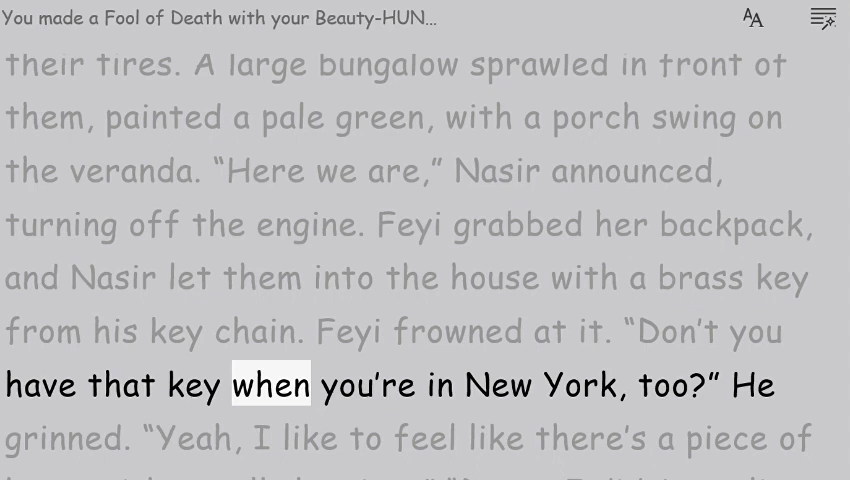 You made a Fool of Death with your Beauty-HUN...
AA
their tires. A large bungalow sprawled in front of
them, painted a pale green, with a porch swing on
the veranda. “Here we are,” Nasir announced,
turning off the engine. Feyi grabbed her backpack,
and Nasir let them into the house with a brass key
from his key chain. Feyi frowned at it. “Don’t you
have that key when you’re in New York, too?” He
grinned. “Yeah, I like to feel like there’s a piece of